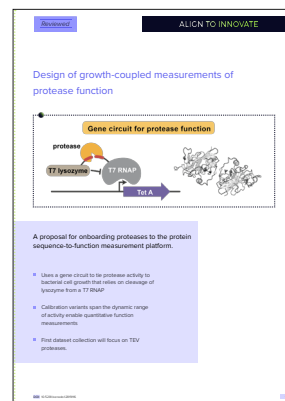 Reviewed
ALIGN TO INNOVATE
Design of growth-coupled measurements of
protease function
Gene circuit for protease function
protease
T7 lysozyme
T7 RNAP
Tet A
A proposal for onboarding proteases to the protein
sequence-to-function measurement platform.
Uses a gene circuit to tie protease activity to
bacterial cell growth that relies on cleavage of
lysozyme from a T7 RNAP
Calibration variants span the dynamic range
of activity enable quantitative function
measurements
First dataset collection will focus on TEV
proteases.